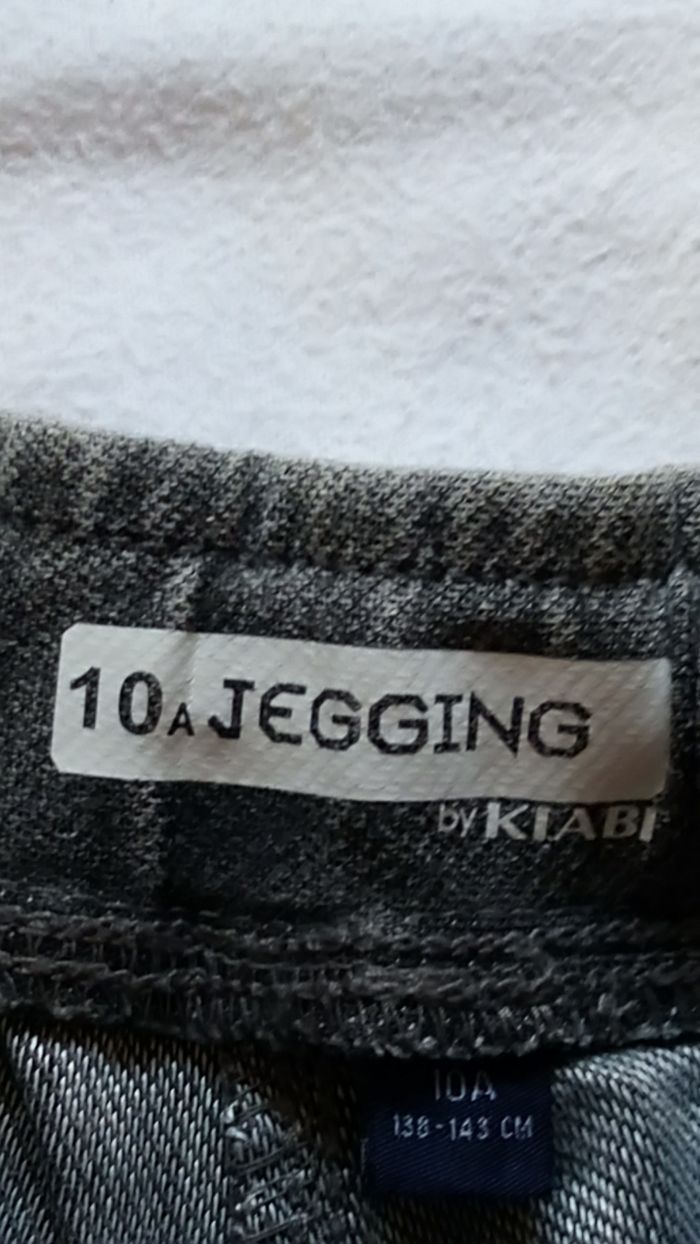 10A JEGGING
by KIABI
10A
138-143 CM